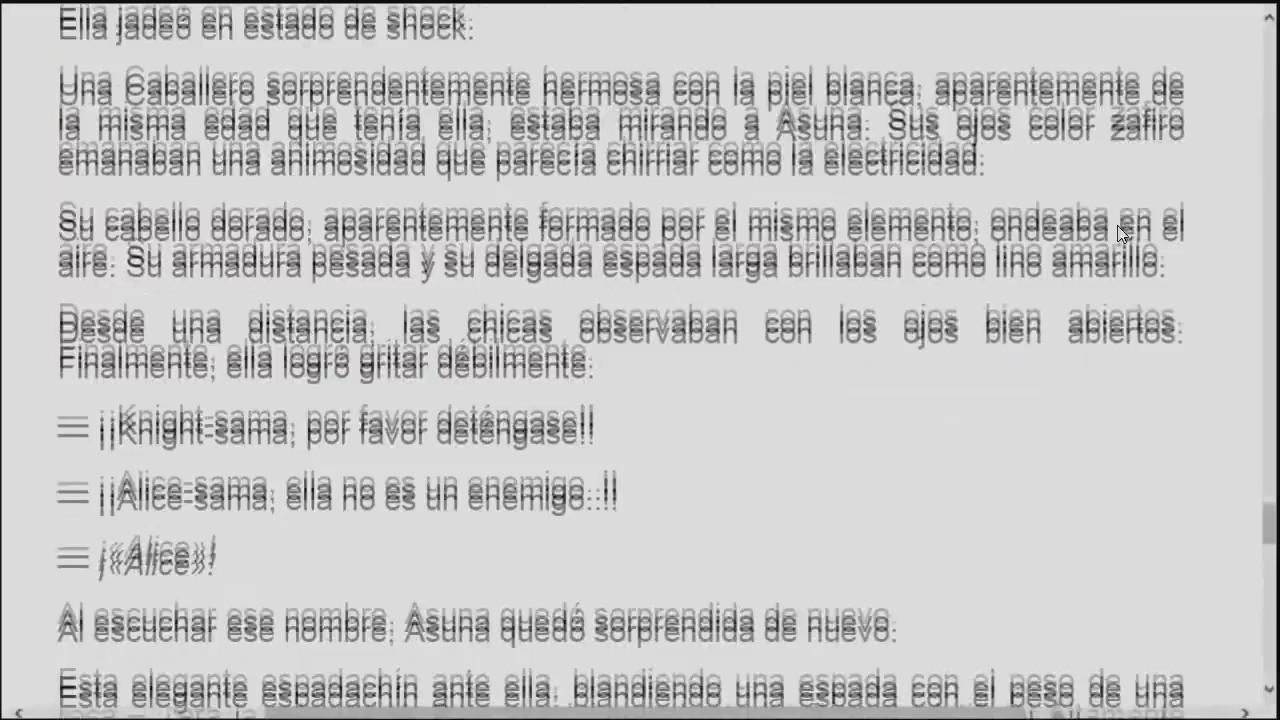 Ella jadeó en estado de shock.
Una Caballero sorprendentemente hermosa con la piel blanca, aparentemente de
la misma edad que tenía ella, estaba mirando a Asuna. Sus ojos color zafiro
emanaban una animosidad que parecía chirriar como la electricidad.
Su cabello dorado, aparentemente formado por el mismo elemento, ondeaba en el
aire. Su armadura pesada y su delgada espada larga brillaban como lino amarillo.
Desde una distancia, las chicas observaban con los ojos bien abiertos.
Finalmente, ella logró gritar débilmente.
— ¡¡Knight-sama, por favor deténgase!!
— ¡¡Alice-sama, ella no es un enemigo..!!
— ¡«Alice»!
Al escuchar ese nombre, Asuna quedó sorprendida de nuevo.
Esta elegante espadachín ante ella, blandiendo una espada con el peso de una